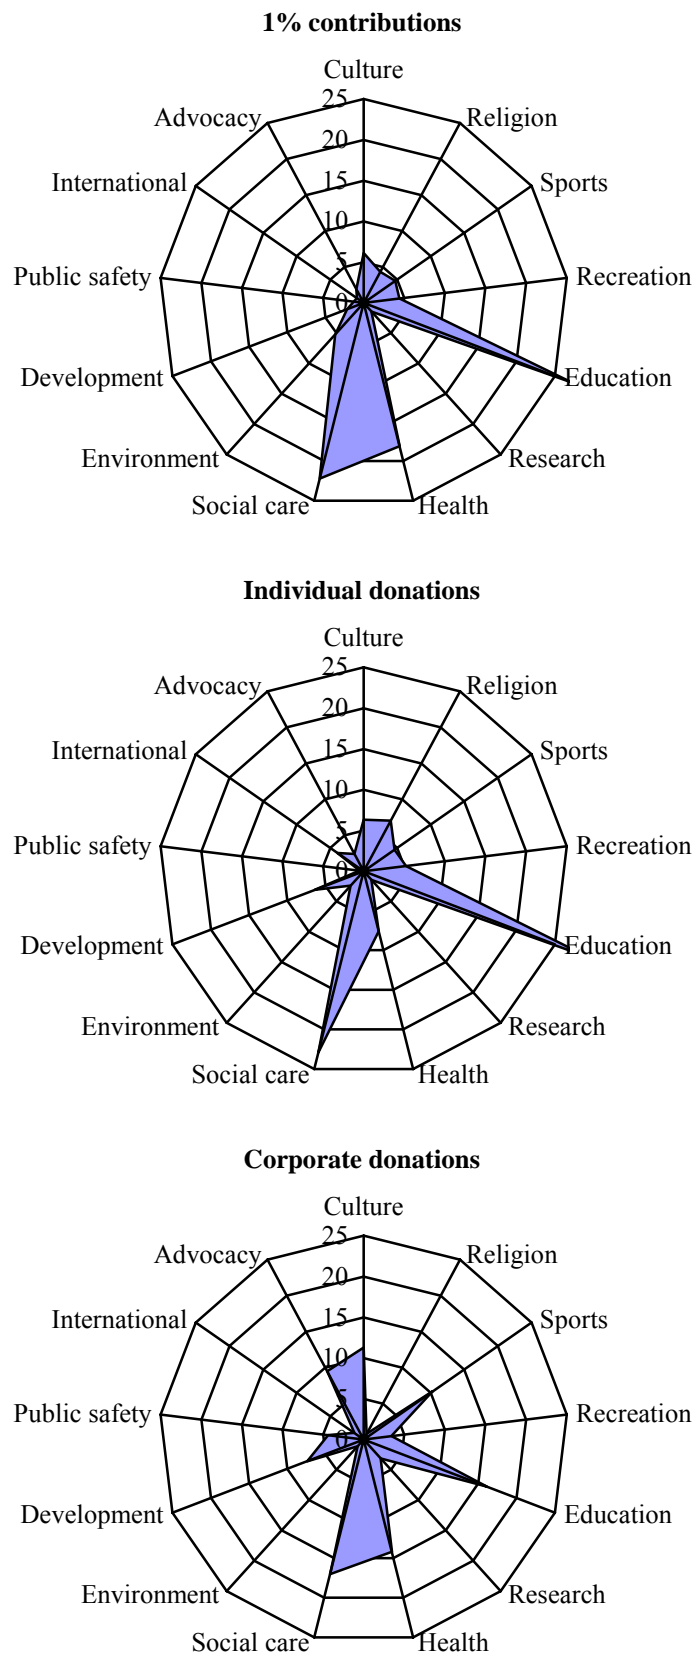 1% contributions
Culture
25
Advocacy
Religion
20
International
15
Sports
10
Public safety
5
Recreation
0
Development
Education
Environment
Research
Social care
Health
Individual donations
Culture
25
Advocacy
Religion
20
International
15
Sports
10
Public safety
5
Recreation
0
Development
Education
Environment
Research
Social care
Health
Corporate donations
Culture
25
Advocacy
Religion
20
International
15
Sports
10
Public safety
5
Recreation
0
Development
Education
Environment
Research
Social care
Health